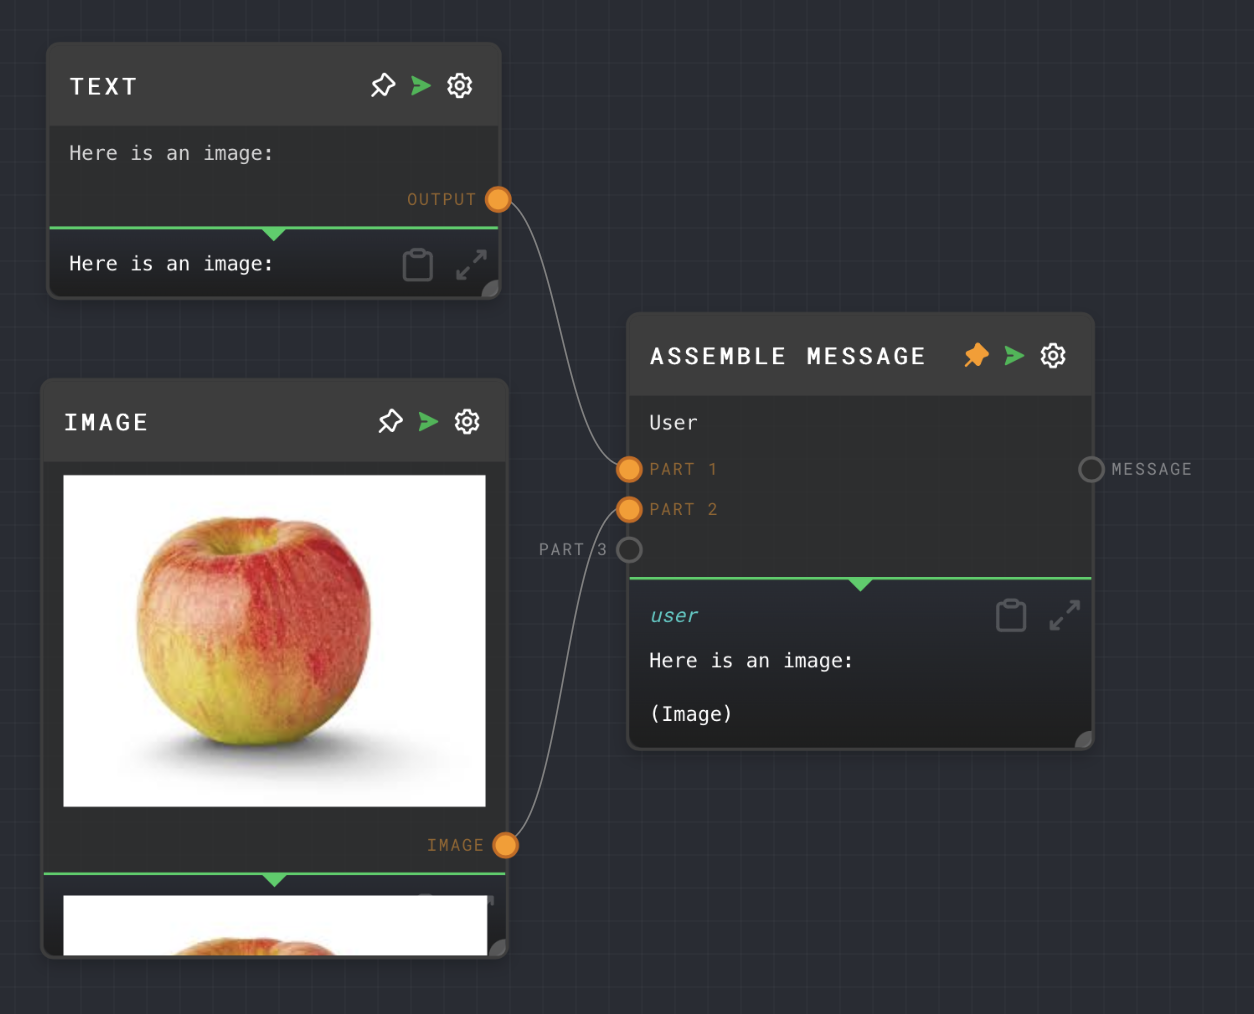 TEXT
Here is an image:
OUTPUT
Here is an image:
IMAGE
IMAGE
ASSEMBLE MESSAGE
User
PART 1
MESSAGE
PART 2
PART 3
user
Here is an image:
(Image)